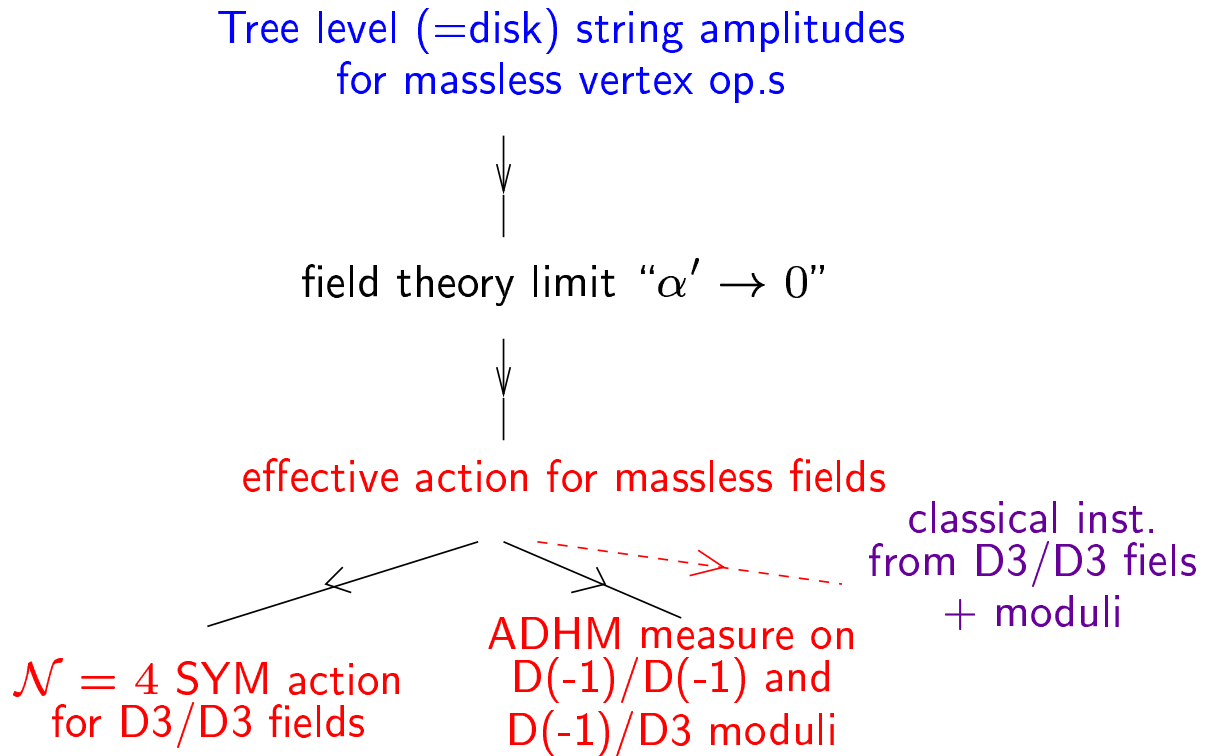 Tree level (=disk) string amplitudes
for massless vertex op.s
field theory limit “α′ → 0”
effective action for massless fields
classical inst.
from D3/D3 fiels
+ moduli
ADHM measure on
D(-1)/D(-1) and
D(-1)/D3 moduli
𝒩 = 4 SYM action
for D3/D3 fields